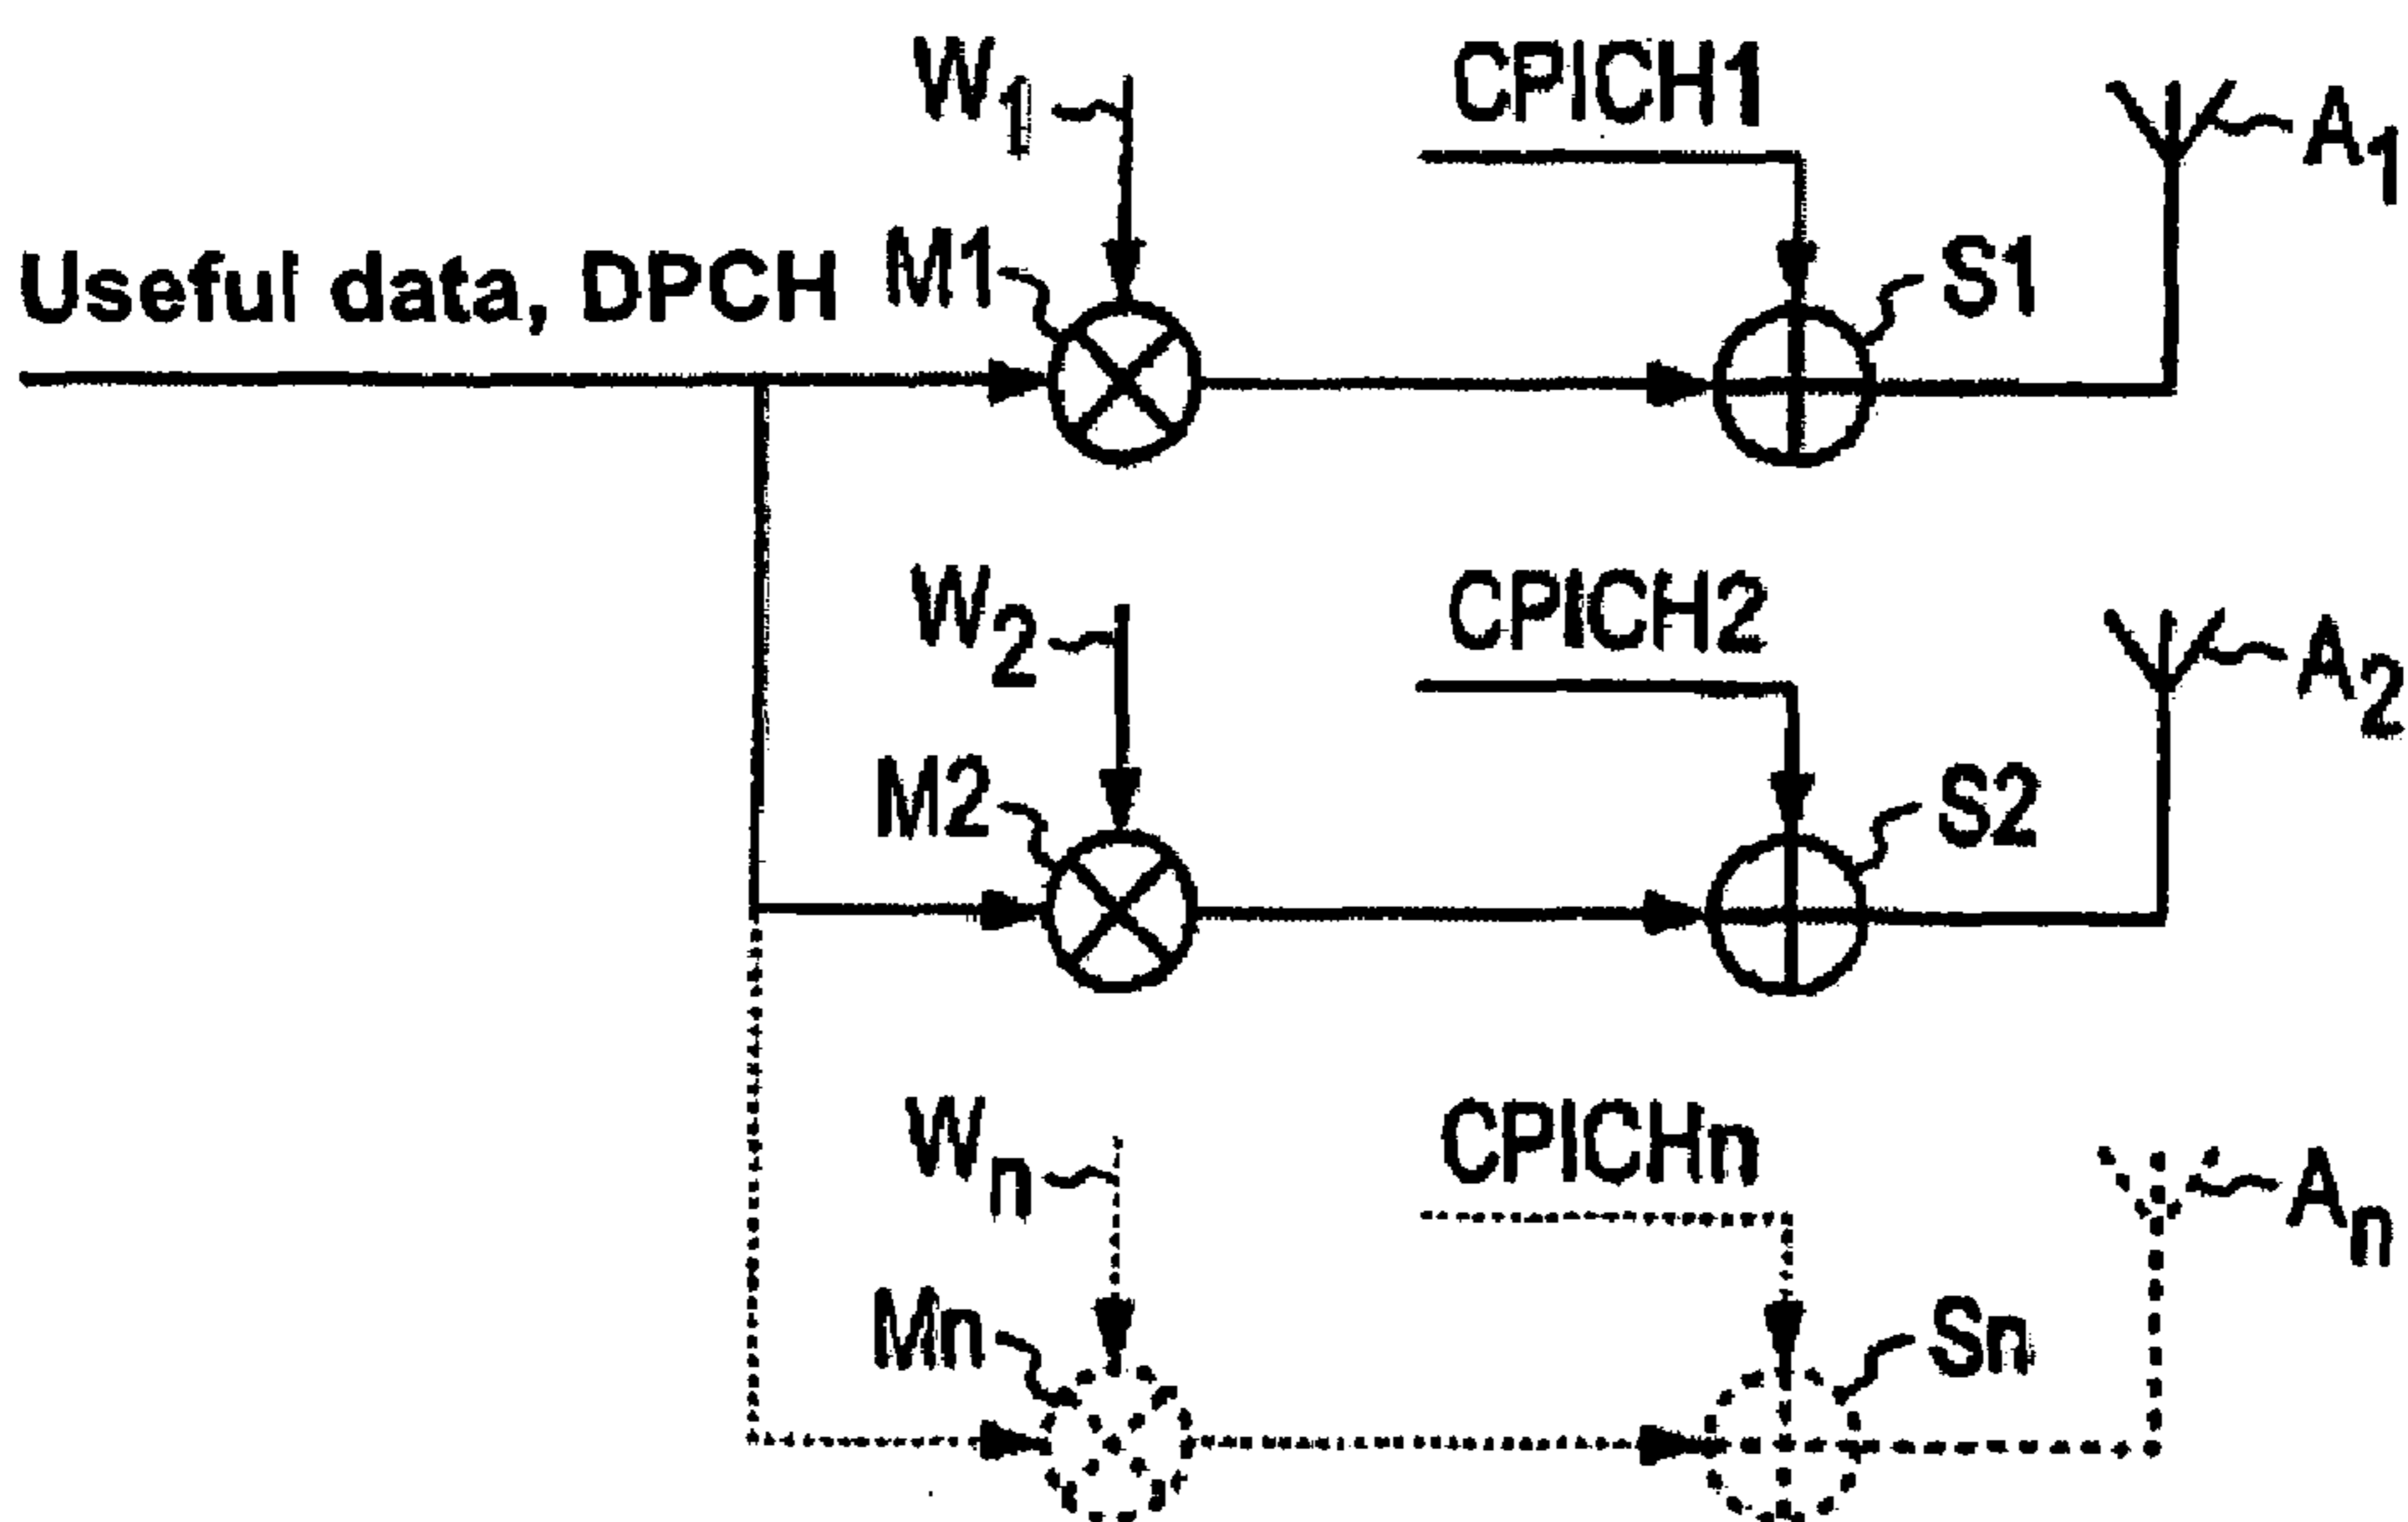 W1
CPICH1
A1
Useful data, DPCH
M1
S1
W2
CPICH2
A2
M2
S2
Wn
CPICHn
An
Mn
Sn